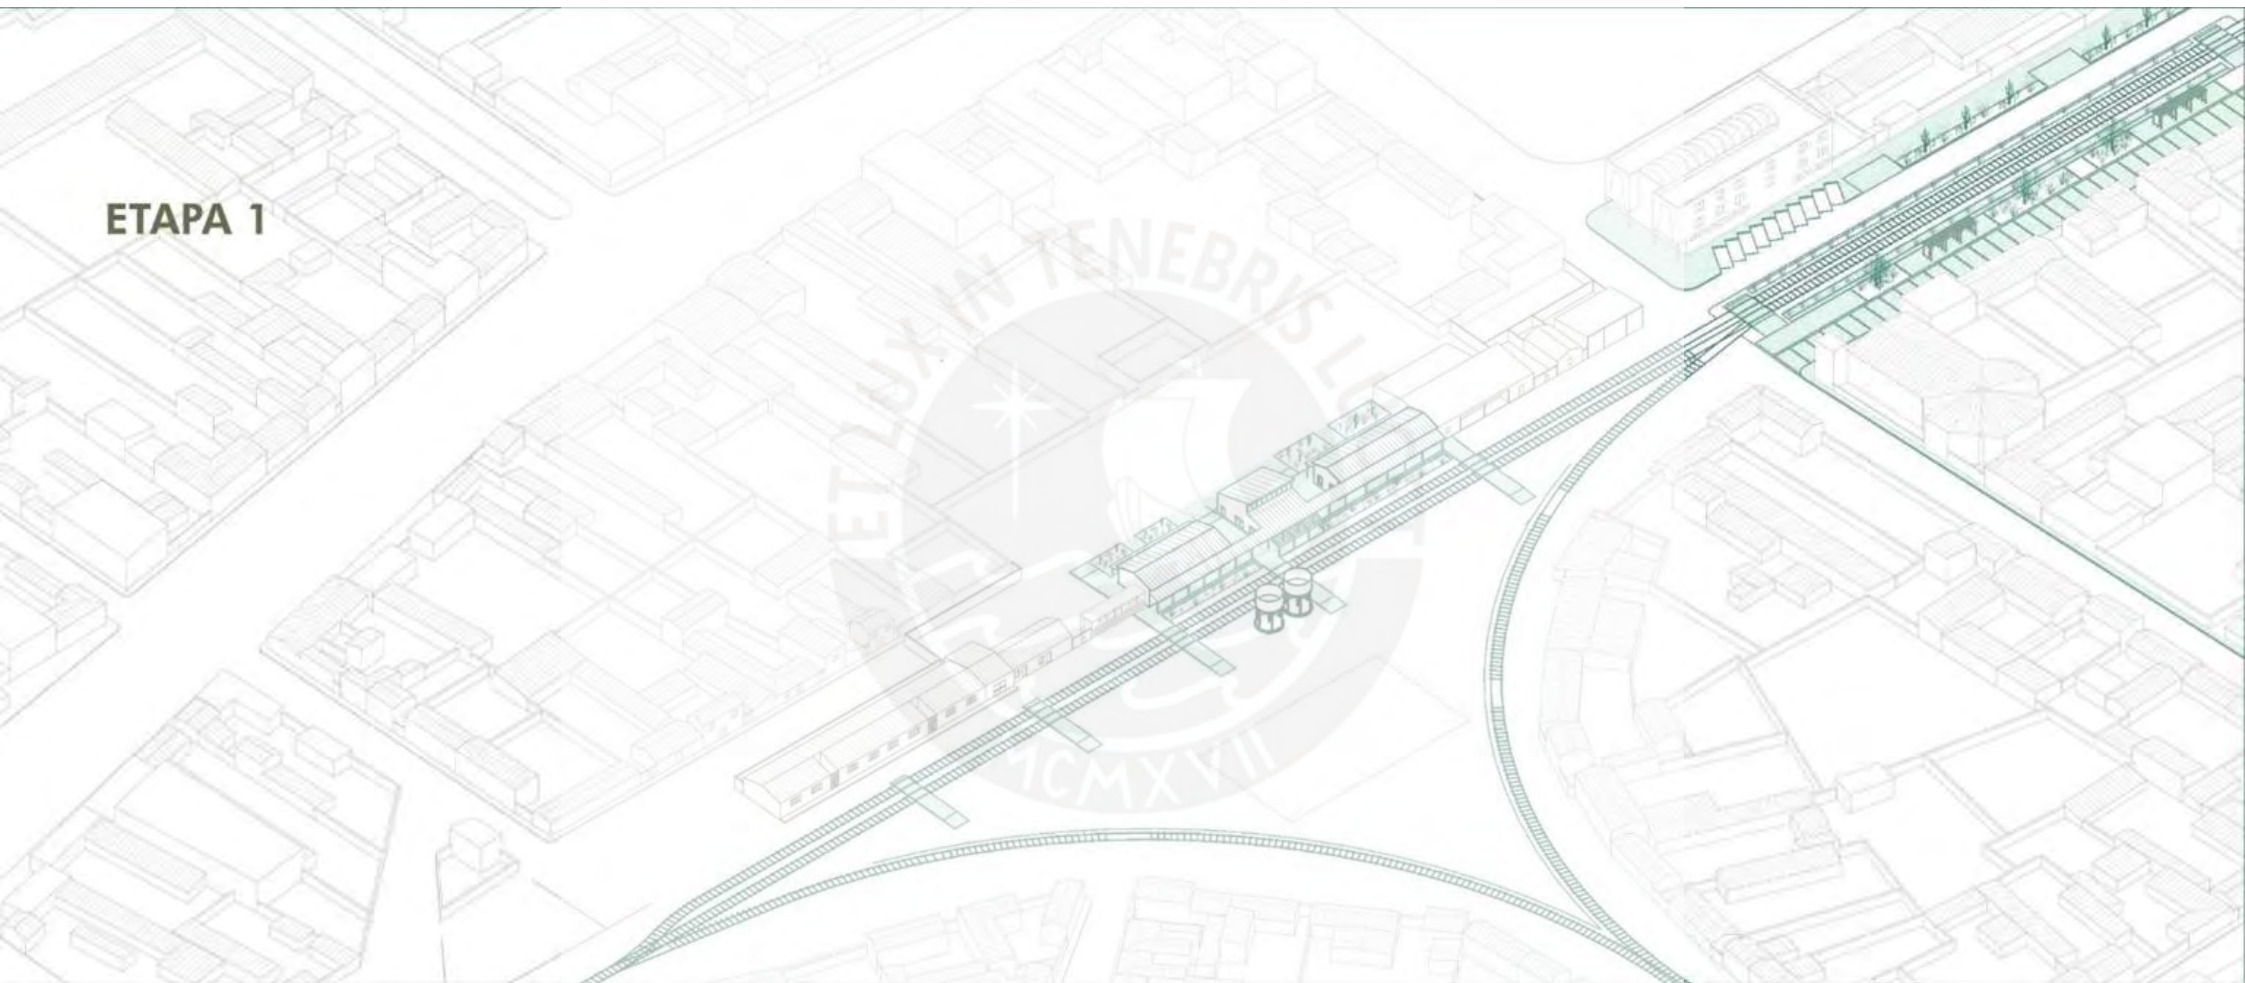 ETAPA 1
ET LUX IN TENEBRIS LU
MCMXVII